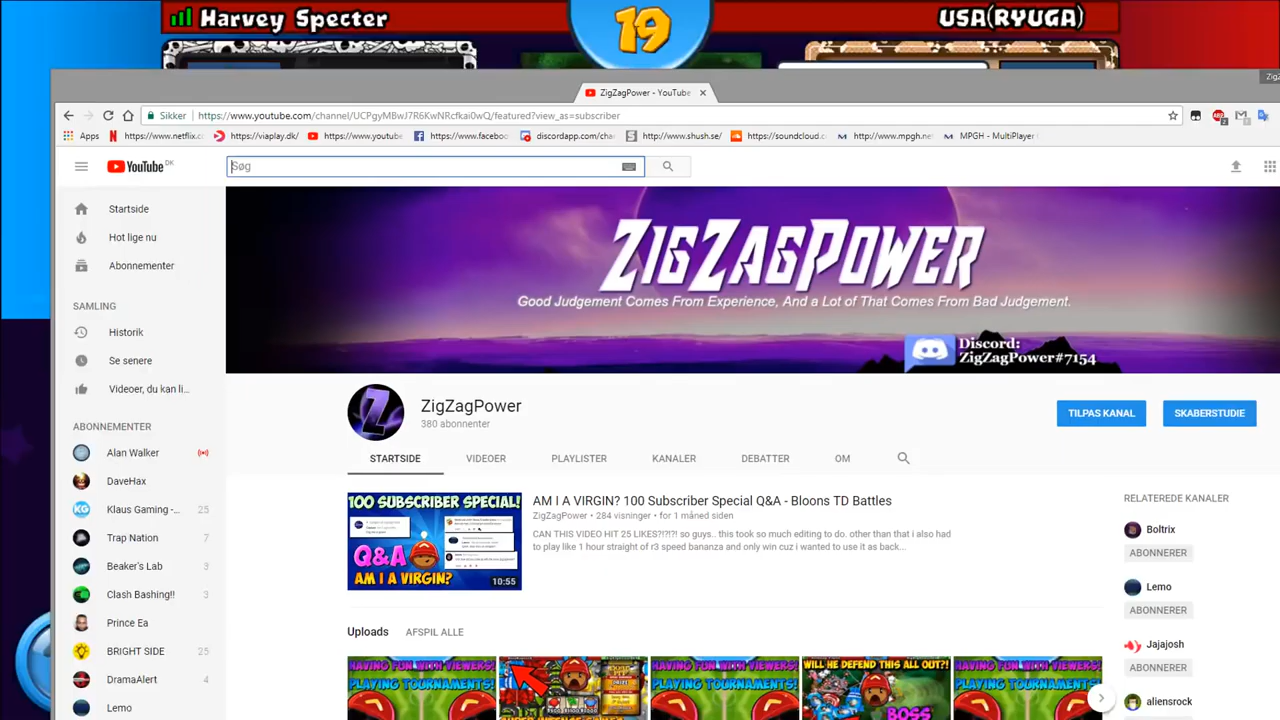 Harvey Specter
19
USA(RYUGA)
ZigZagPower - YouTube
Sikker
https://www.youtube.com/channel/UCPgyMBwJ7R6KwNRcfkai0wQ/featured?view_as=subscriber
Apps
https://www.netflix.c
https://viaplay.dk/
https://www.youtube
https://www.faceboo
discordapp.com/cha
http://www.shush.se/
https://soundcloud.c
http://www.mpgh.ne
MPGH - MultiPlayer
YouTube DK
Søg
Startside
Hot lige nu
Abonnementer
SAMLING
Historik
Se senere
Videoer, du kan li...
ABONNEMENTER
Alan Walker
DaveHax
Klaus Gaming -... 25
Trap Nation 7
Beaker's Lab 6
Clash Bashing!! 3
Prince Ea
BRIGHT SIDE 25
DramaAlert 4
Lemo
ZIGZAGPOWER
Good Judgement Comes From Experience, And a Lot of That Comes From Bad Judgement.
Discord:
ZigZagPower#7154
ZigZagPower
380 abonnenter
TILPAS KANAL
SKABERSTUDIE
STARTSIDE
VIDEOER
PLAYLISTER
KANALER
DEBATTER
OM
100 SUBSCRIBER SPECIAL!
Q&A
AM I A VIRGIN?
10:55
AM I A VIRGIN? 100 Subscriber Special Q&A - Bloons TD Battles
ZigZagPower • 284 visninger • for 1 måned siden
CAN THIS VIDEO HIT 25 LIKES?!?!?! so guys... this took so much editing to do. other than that i also had
to play like 1 hour straight of r3 speed bananza and only win cuz i wanted to use it as back...
RELATEREDE KANALER
Boltrix
ABONNERER
Lemo
ABONNERER
Jajajosh
ABONNERER
aliensrock
Uploads
AFSPIL ALLE
HAVING FUN WITH VIEWERS!
PLAYING TOURNAMENTS!
HAVING FUN WITH VIEWERS!
PLAYING TOURNAMENTS!
WILL HE DEFEND THIS ALL OUT?!
BOSS
HAVING FUN WITH VIEWERS!
PLAYING TOURNAMENTS!